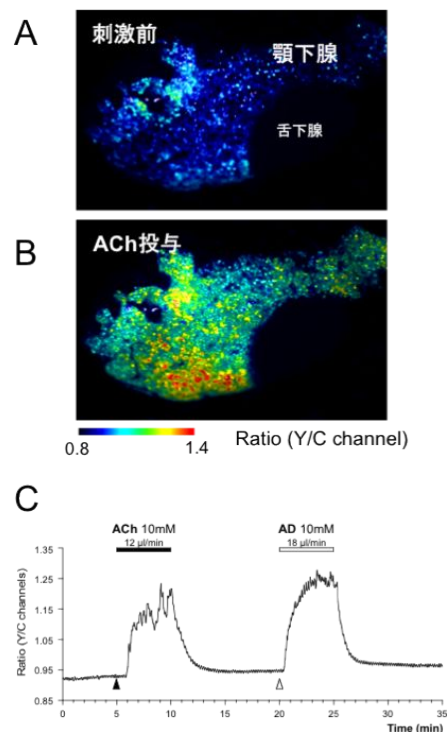 A
刺激前
顎下腺
舌下腺
B
ACh投与
0.8
1.4
Ratio (Y/C channel)
C
ACh 10mM
12 µl/min
AD 10mM
18 µl/min
Ratio (Y/C channels)
1.35
1.25
1.15
1.05
0.95
0.85
0 5 10 15 20 25 30 35
Time (min)